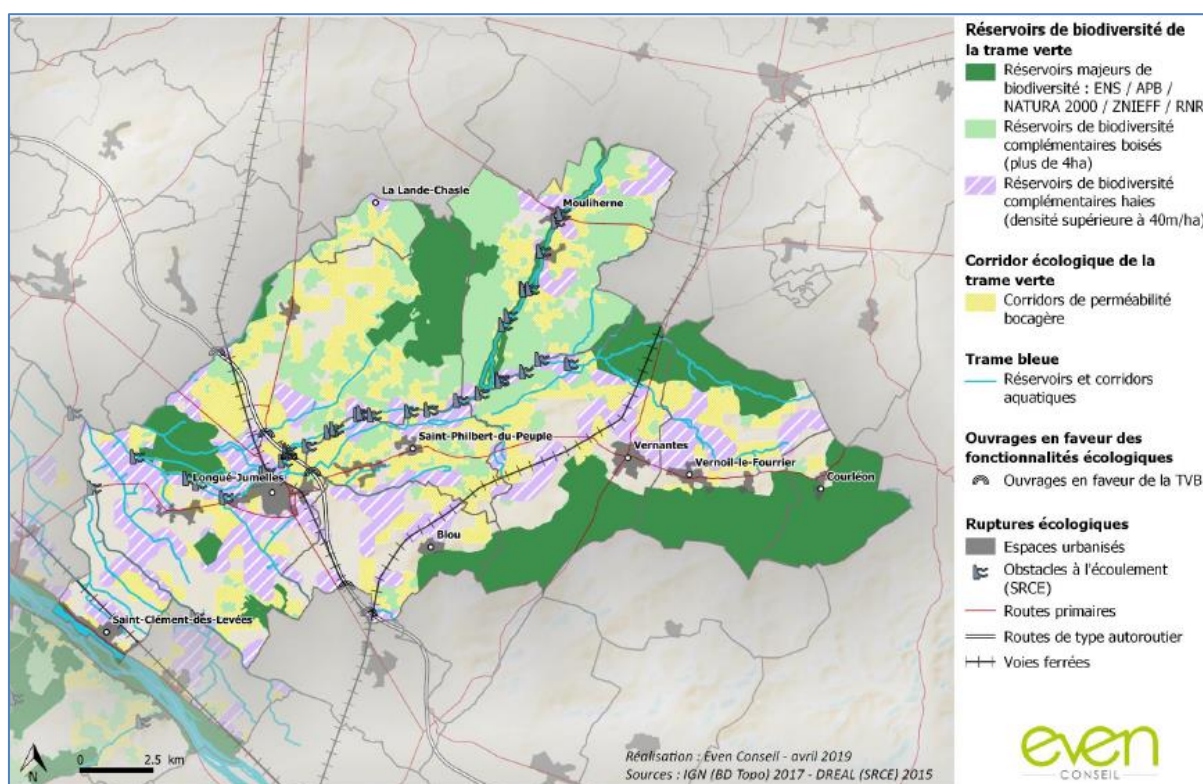 La Lande-Chasle
Mouliherne
Saint-Philbert-du-Peuple
Vernantes
Vernoil-le-Fourrier
Longué-Jumelles
Courléon
Blou
Saint-Clément-des-Levées
N
0 2.5 km
Réalisation : Even Conseil - avril 2019
Sources : IGN (BD Topo) 2017 - DREAL (SRCE) 2015
Réservoirs de biodiversité de
la trame verte
Réservoirs majeurs de
biodiversité : ENS / APB /
NATURA 2000 / ZNIEFF / RNR
Réservoirs de biodiversité
complémentaires boisés
(plus de 4ha)
Réservoirs de biodiversité
complémentaires haies
(densité supérieure à 40m/ha)
Corridor écologique de la
trame verte
Corridors de perméabilité
bocagère
Trame bleue
Réservoirs et corridors
aquatiques
Ouvrages en faveur des
fonctionnalités écologiques
Ouvrages en faveur de la TVB
Ruptures écologiques
Espaces urbanisés
Obstacles à l'écoulement
(SRCE)
Routes primaires
Routes de type autoroutier
Voies ferrées
even
CONSEIL